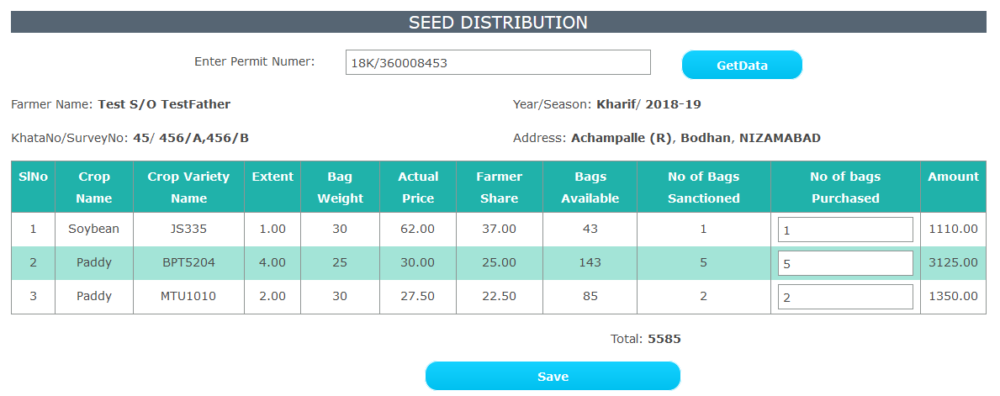 SEED DISTRIBUTION
Enter Permit Numer: 18K/360008453 GetData
Farmer Name: Test S/O TestFather Year/Season: Kharif/ 2018-19
KhataNo/SurveyNo: 45/ 456/A,456/B Address: Achampalle (R), Bodhan, NIZAMABAD
SlNo Crop Name Crop Variety Name Extent Bag Weight Actual Price Farmer Share Bags Available No of Bags Sanctioned No of bags Purchased Amount
1 Soybean JS335 1.00 30 62.00 37.00 43 1 1 1110.00
2 Paddy BPT5204 4.00 25 30.00 25.00 143 5 5 3125.00
3 Paddy MTU1010 2.00 30 27.50 22.50 85 2 2 1350.00
Total: 5585
Save